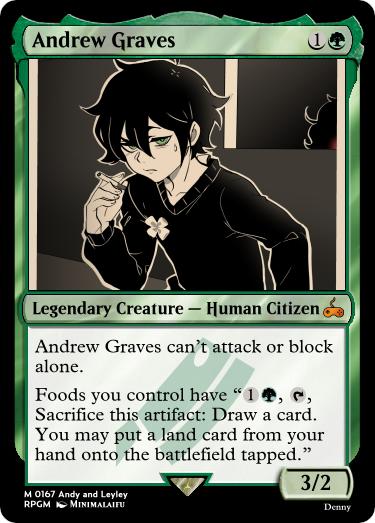 Andrew Graves 1
Legendary Creature — Human Citizen
Andrew Graves can't attack or block
alone.
Foods you control have “1, ,
Sacrifice this artifact: Draw a card.
You may put a land card from your
hand onto the battlefield tapped.”
3/2
M 0167 Andy and Leyley
RPGM Minimalaifu
Denny